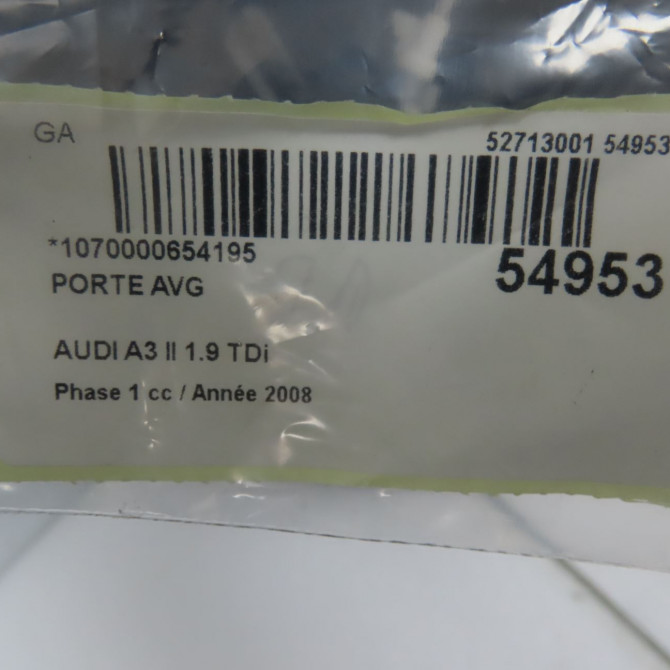 GA
52713001 54953
*1070000654195
54953
PORTE AVG
AUDI A3 II 1.9 TDi
Phase 1 cc / Année 2008